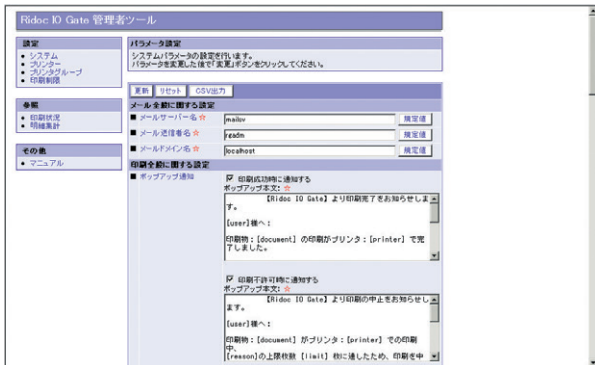 Ridoc IO Gate 管理者ツール
設定
システム
プリンター
プリンタグループ
印刷制限
参照
印刷状況
明細集計
その他
マニュアル
パラメータ設定
システムパラメータの設定を行います。
パラメータを変更した後で「変更」ボタンをクリックしてください。
更新 リセット CSV出力
メール全般に関する設定
■ メールサーバー名☆ mailsv 規定値
■ メール送信者名☆ rgadm 規定値
■ メールドメイン名☆ localhost 規定値
印刷全般に関する設定
■ ポップアップ通知
印刷成功時に通知する
ポップアップ本文:☆
【Ridoc IO Gate】より印刷完了をお知らせしま
す。
[user]様へ:
印刷物:[document] の印刷がプリンタ:[printer] で完
了しました。
印刷不許可時に通知する
ポップアップ本文:☆
【Ridoc IO Gate】より印刷の中止をお知らせし
ます。
[user]様へ:
印刷物:[document] がプリンタ:[printer] での印刷
中、
[reason]の上限枚数 [limit] 枚に達したため、印刷を中